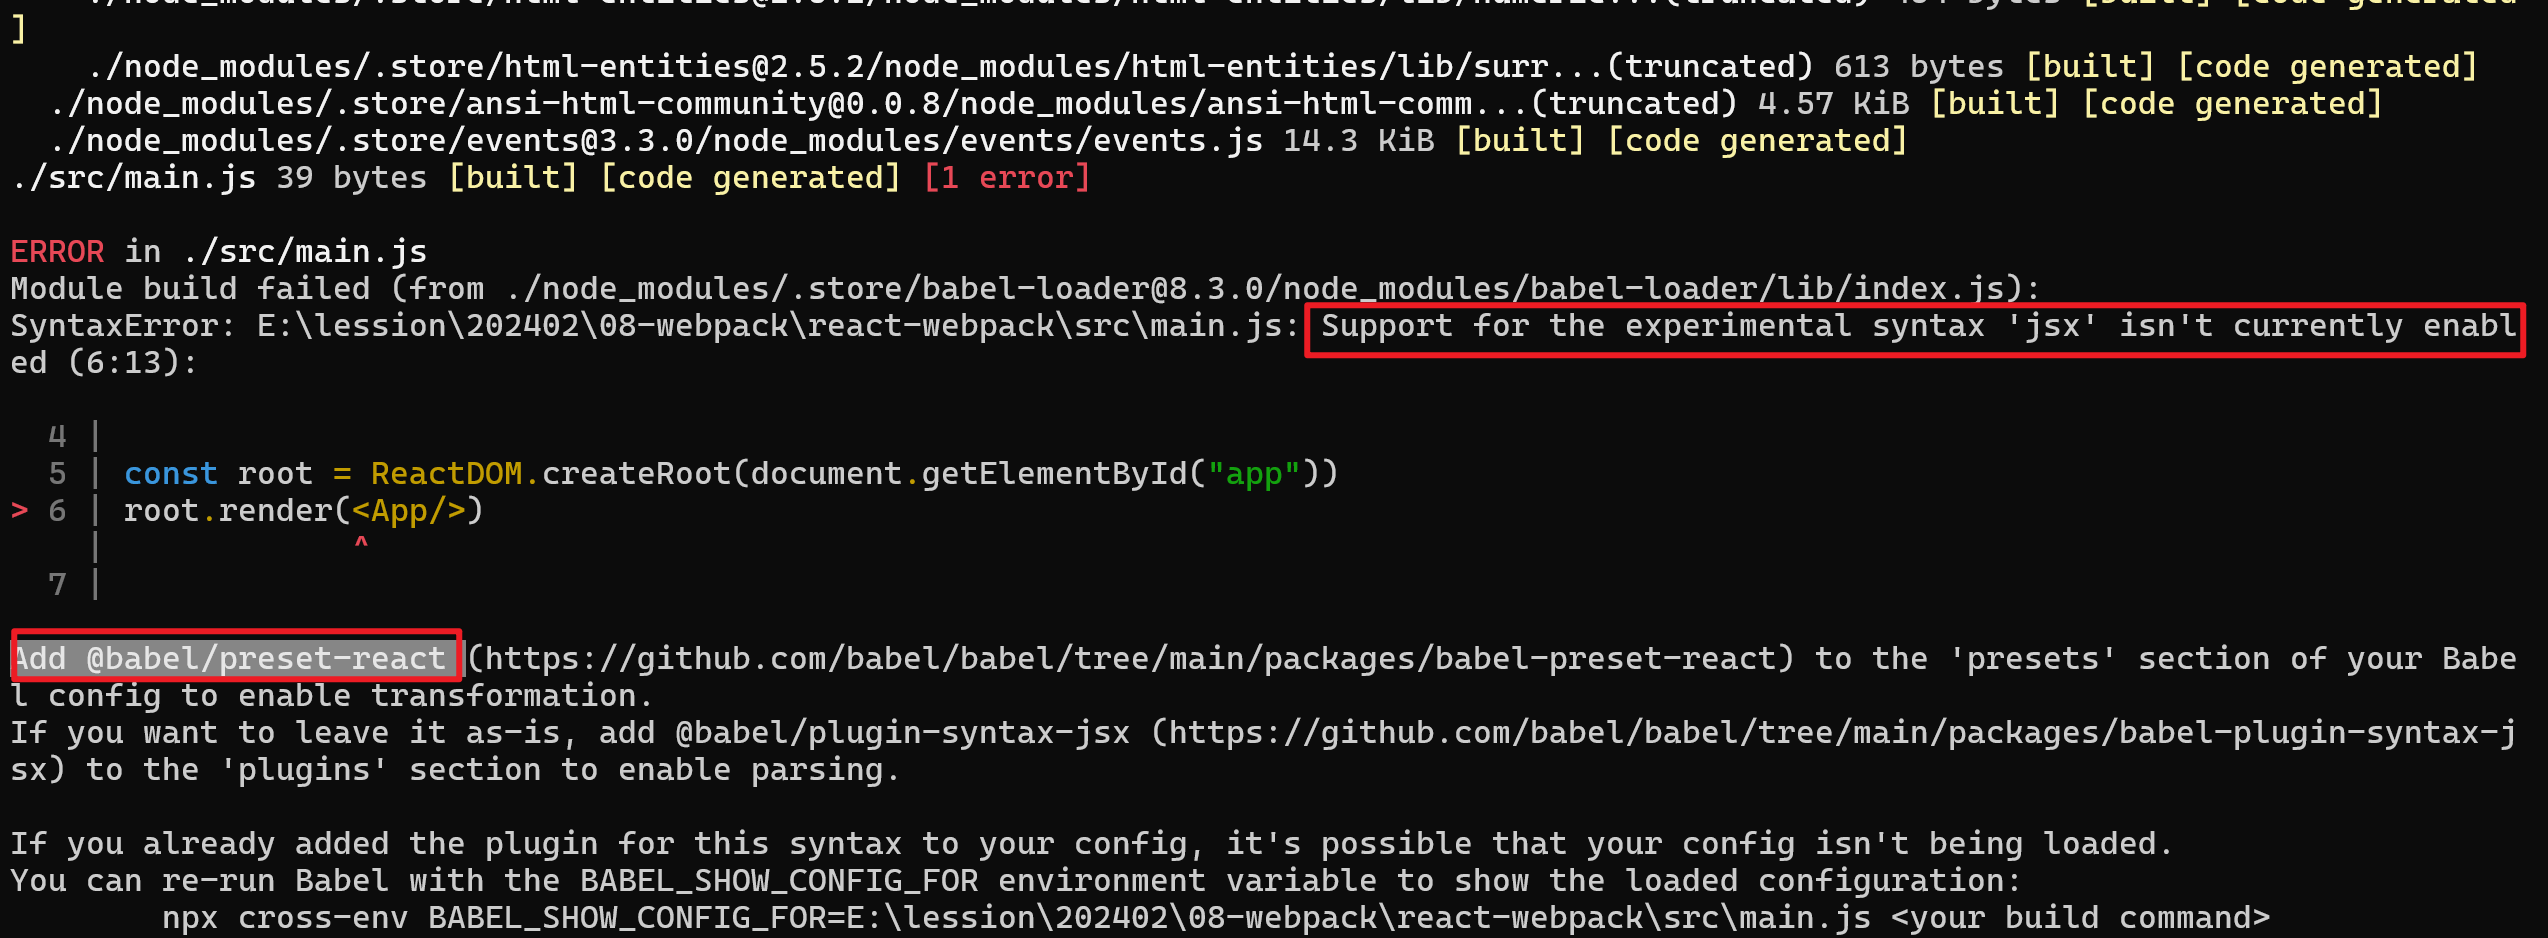 ]
./node_modules/.store/html-entities@2.5.2/node_modules/html-entities/lib/surr...(truncated) 613 bytes [built] [code generated]
./node_modules/.store/ansi-html-community@0.0.8/node_modules/ansi-html-comm...(truncated) 4.57 KiB [built] [code generated]
./node_modules/.store/events@3.3.0/node_modules/events/events.js 14.3 KiB [built] [code generated]
./src/main.js 39 bytes [built] [code generated] [1 error]
ERROR in ./src/main.js
Module build failed (from ./node_modules/.store/babel-loader@8.3.0/node_modules/babel-loader/lib/index.js):
SyntaxError: E:\lession\202402\08-webpack\react-webpack\src\main.js: Support for the experimental syntax 'jsx' isn't currently enabl
ed (6:13):
4 |
5 | const root = ReactDOM.createRoot(document.getElementById("app"))
> 6 | root.render(<App/>)
| ^
7 |
Add @babel/preset-react (https://github.com/babel/babel/tree/main/packages/babel-preset-react) to the 'presets' section of your Babe
l config to enable transformation.
If you want to leave it as-is, add @babel/plugin-syntax-jsx (https://github.com/babel/babel/tree/main/packages/babel-plugin-syntax-j
sx) to the 'plugins' section to enable parsing.
If you already added the plugin for this syntax to your config, it's possible that your config isn't being loaded.
You can re-run Babel with the BABEL_SHOW_CONFIG_FOR environment variable to show the loaded configuration:
npx cross-env BABEL_SHOW_CONFIG_FOR=E:\lession\202402\08-webpack\react-webpack\src\main.js <your build command>